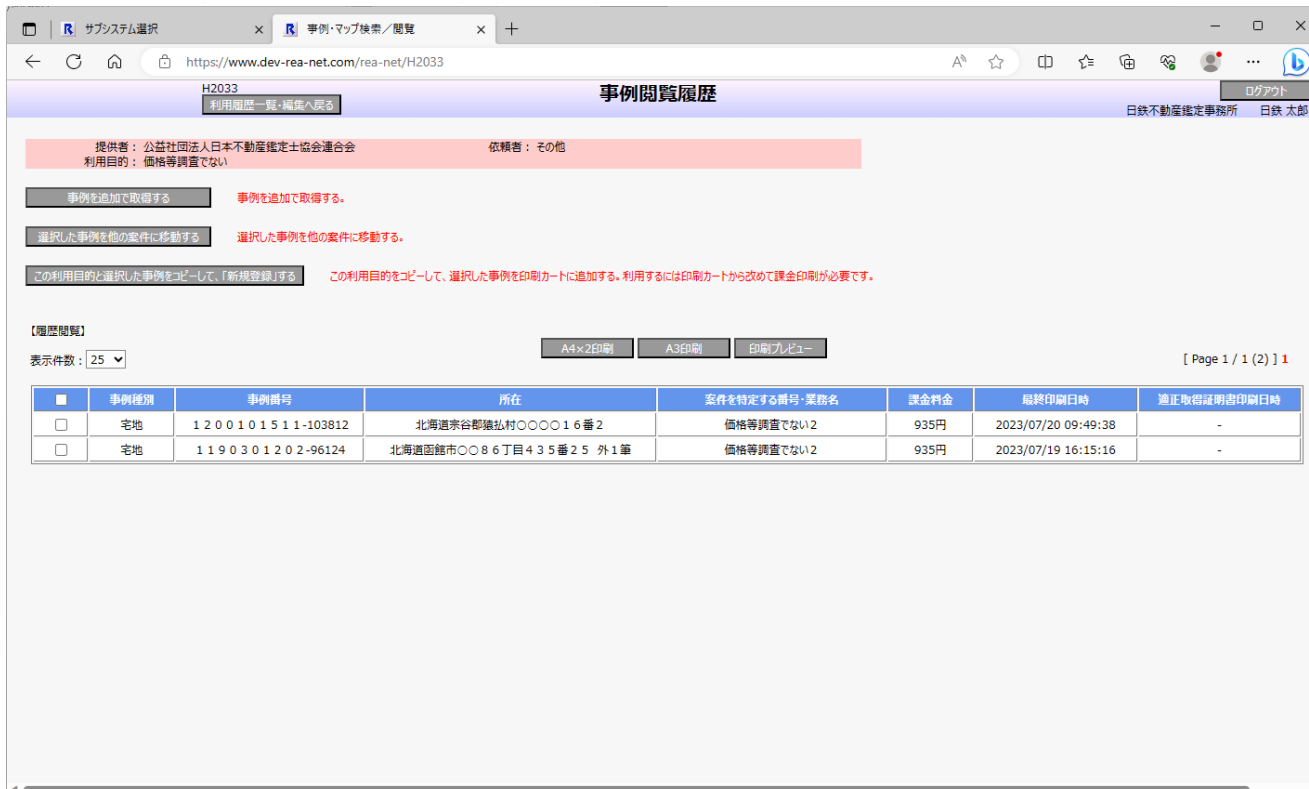 サブシステム選択
事例・マップ検索／閲覧
https://www.dev-rea-net.com/rea-net/H2033
H2033
利用履歴一覧・編集へ戻る
事例閲覧履歴
ログアウト
日鉄不動産鑑定事務所 日鉄 太郎
提供者： 公益社団法人日本不動産鑑定士協会連合会 依頼者： その他
利用目的： 価格等調査でない
事例を追加で取得する 事例を追加で取得する。
選択した事例を他の案件に移動する 選択した事例を他の案件に移動する。
この利用目的と選択した事例をコピーして、「新規登録」する この利用目的をコピーして、選択した事例を印刷カートに追加する。利用するには印刷カートから改めて課金印刷が必要です。
【履歴閲覧】
A4×2印刷 A3印刷 印刷プレビュー
表示件数： 25 [ Page 1 / 1 (2) ] 1
事例種別 事例番号 所在 案件を特定する番号・業務名 課金料金 最終印刷日時 適正取得証明書印刷日時
宅地 １２００１０１５１１-103812 北海道宗谷郡猿払村〇〇〇〇１６番２ 価格等調査でない２ 935円 2023/07/20 09:49:38 -
宅地 １１９０３０１２０２-96124 北海道函館市〇〇８６丁目４３５番２５ 外１筆 価格等調査でない２ 935円 2023/07/19 16:15:16 -